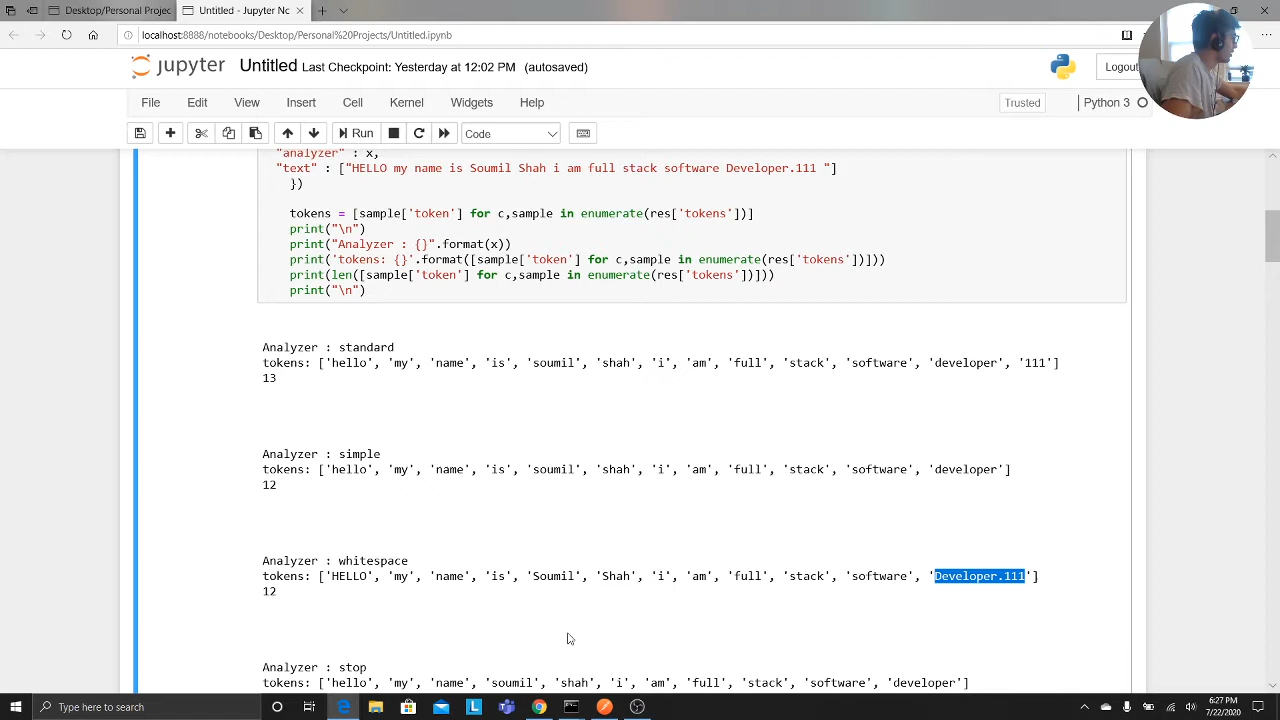 Desktop/Personal Projec
Untitled - Jupyter Nc
localhost:8888/notebooks/Desktop/Personal%20Projects/Untitled.ipynb
jupyter Untitled Last Checkpoint: Yesterday at 12:02 PM (autosaved)
Logout
File Edit View Insert Cell Kernel Widgets Help
Trusted Python 3
Run Code
"analyzer" : x,
"text" : ["HELLO my name is Soumil Shah i am full stack software Developer.111 "]
})
tokens = [sample['token'] for c,sample in enumerate(res['tokens'])]
print("\n")
print("Analyzer : {}".format(x))
print('tokens: {}'.format([sample['token'] for c,sample in enumerate(res['tokens'])]))
print(len([sample['token'] for c,sample in enumerate(res['tokens'])]))
print("\n")
Analyzer : standard
tokens: ['hello', 'my', 'name', 'is', 'soumil', 'shah', 'i', 'am', 'full', 'stack', 'software', 'developer', '111']
13
Analyzer : simple
tokens: ['hello', 'my', 'name', 'is', 'soumil', 'shah', 'i', 'am', 'full', 'stack', 'software', 'developer']
12
Analyzer : whitespace
tokens: ['HELLO', 'my', 'name', 'is', 'Soumil', 'Shah', 'i', 'am', 'full', 'stack', 'software', 'Developer.111']
12
Analyzer : stop
tokens: ['hello', 'my', 'name', 'soumil', 'shah', 'i', 'am', 'full', 'stack', 'software', 'developer']
Type here to search
6:27 PM
7/22/2020